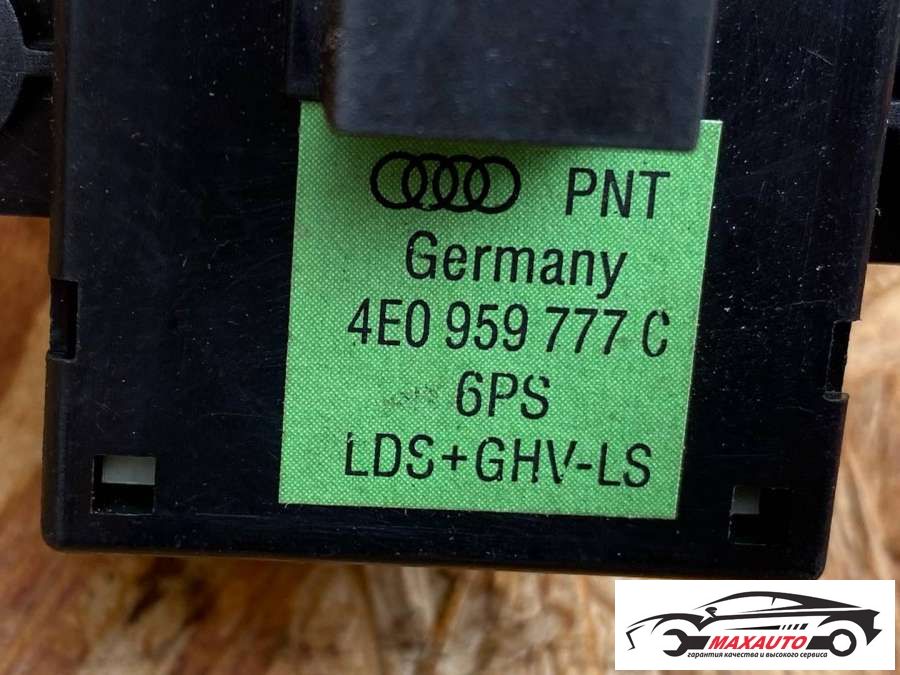 PNT
Germany
4E0 959 777 C
6PS
LDS+GHV-LS
MAXAUTO
гарантия качества и высокого сервиса